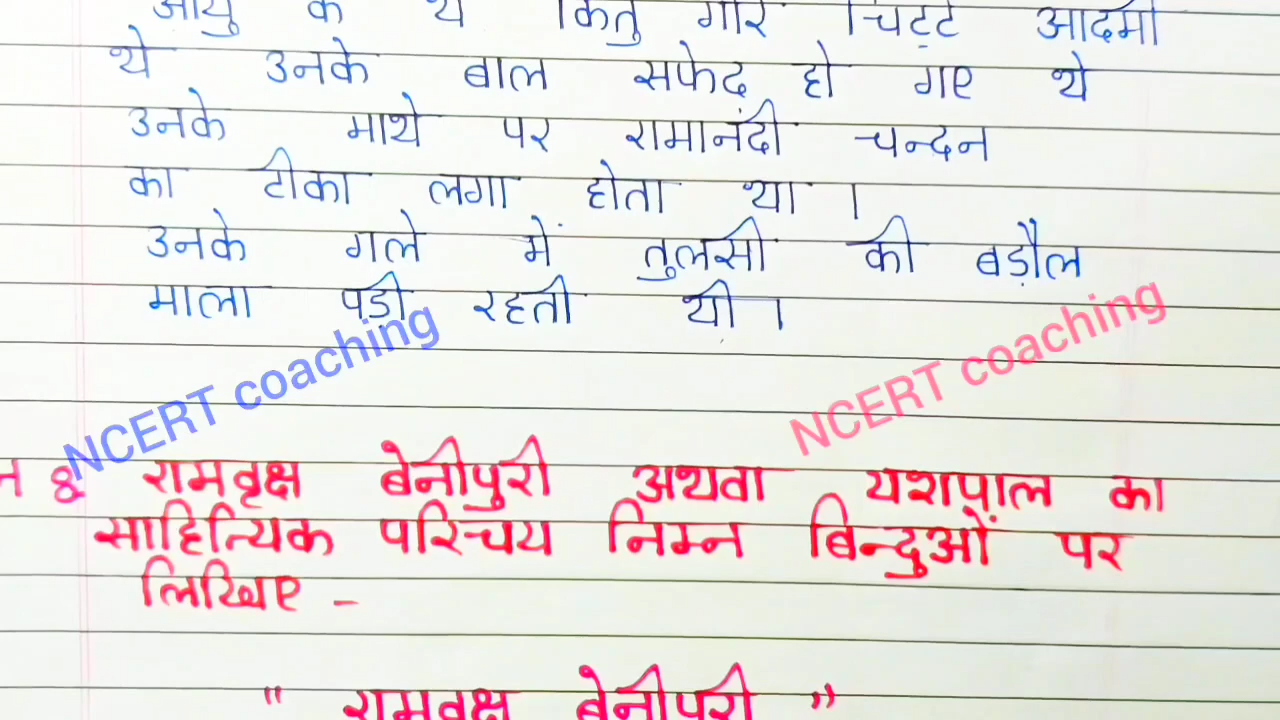 आयु के थे किंतु गोरे चिट्टे आदमी
थे उनके बाल सफेद हो गए थे
उनके माथे पर रामानंदी चन्दन
का टीका लगा होता था ।
उनके गले में तुलसी की बड़ौल
माला पडी रहती थी ।
NCERT coaching
NCERT coaching
न 8 रामवृक्ष बेनीपुरी अथवा यशपाल का
साहित्यिक परिचय निम्न बिन्दुओं पर
लिखिए -
" रामवृक्ष बेनीपुरी "